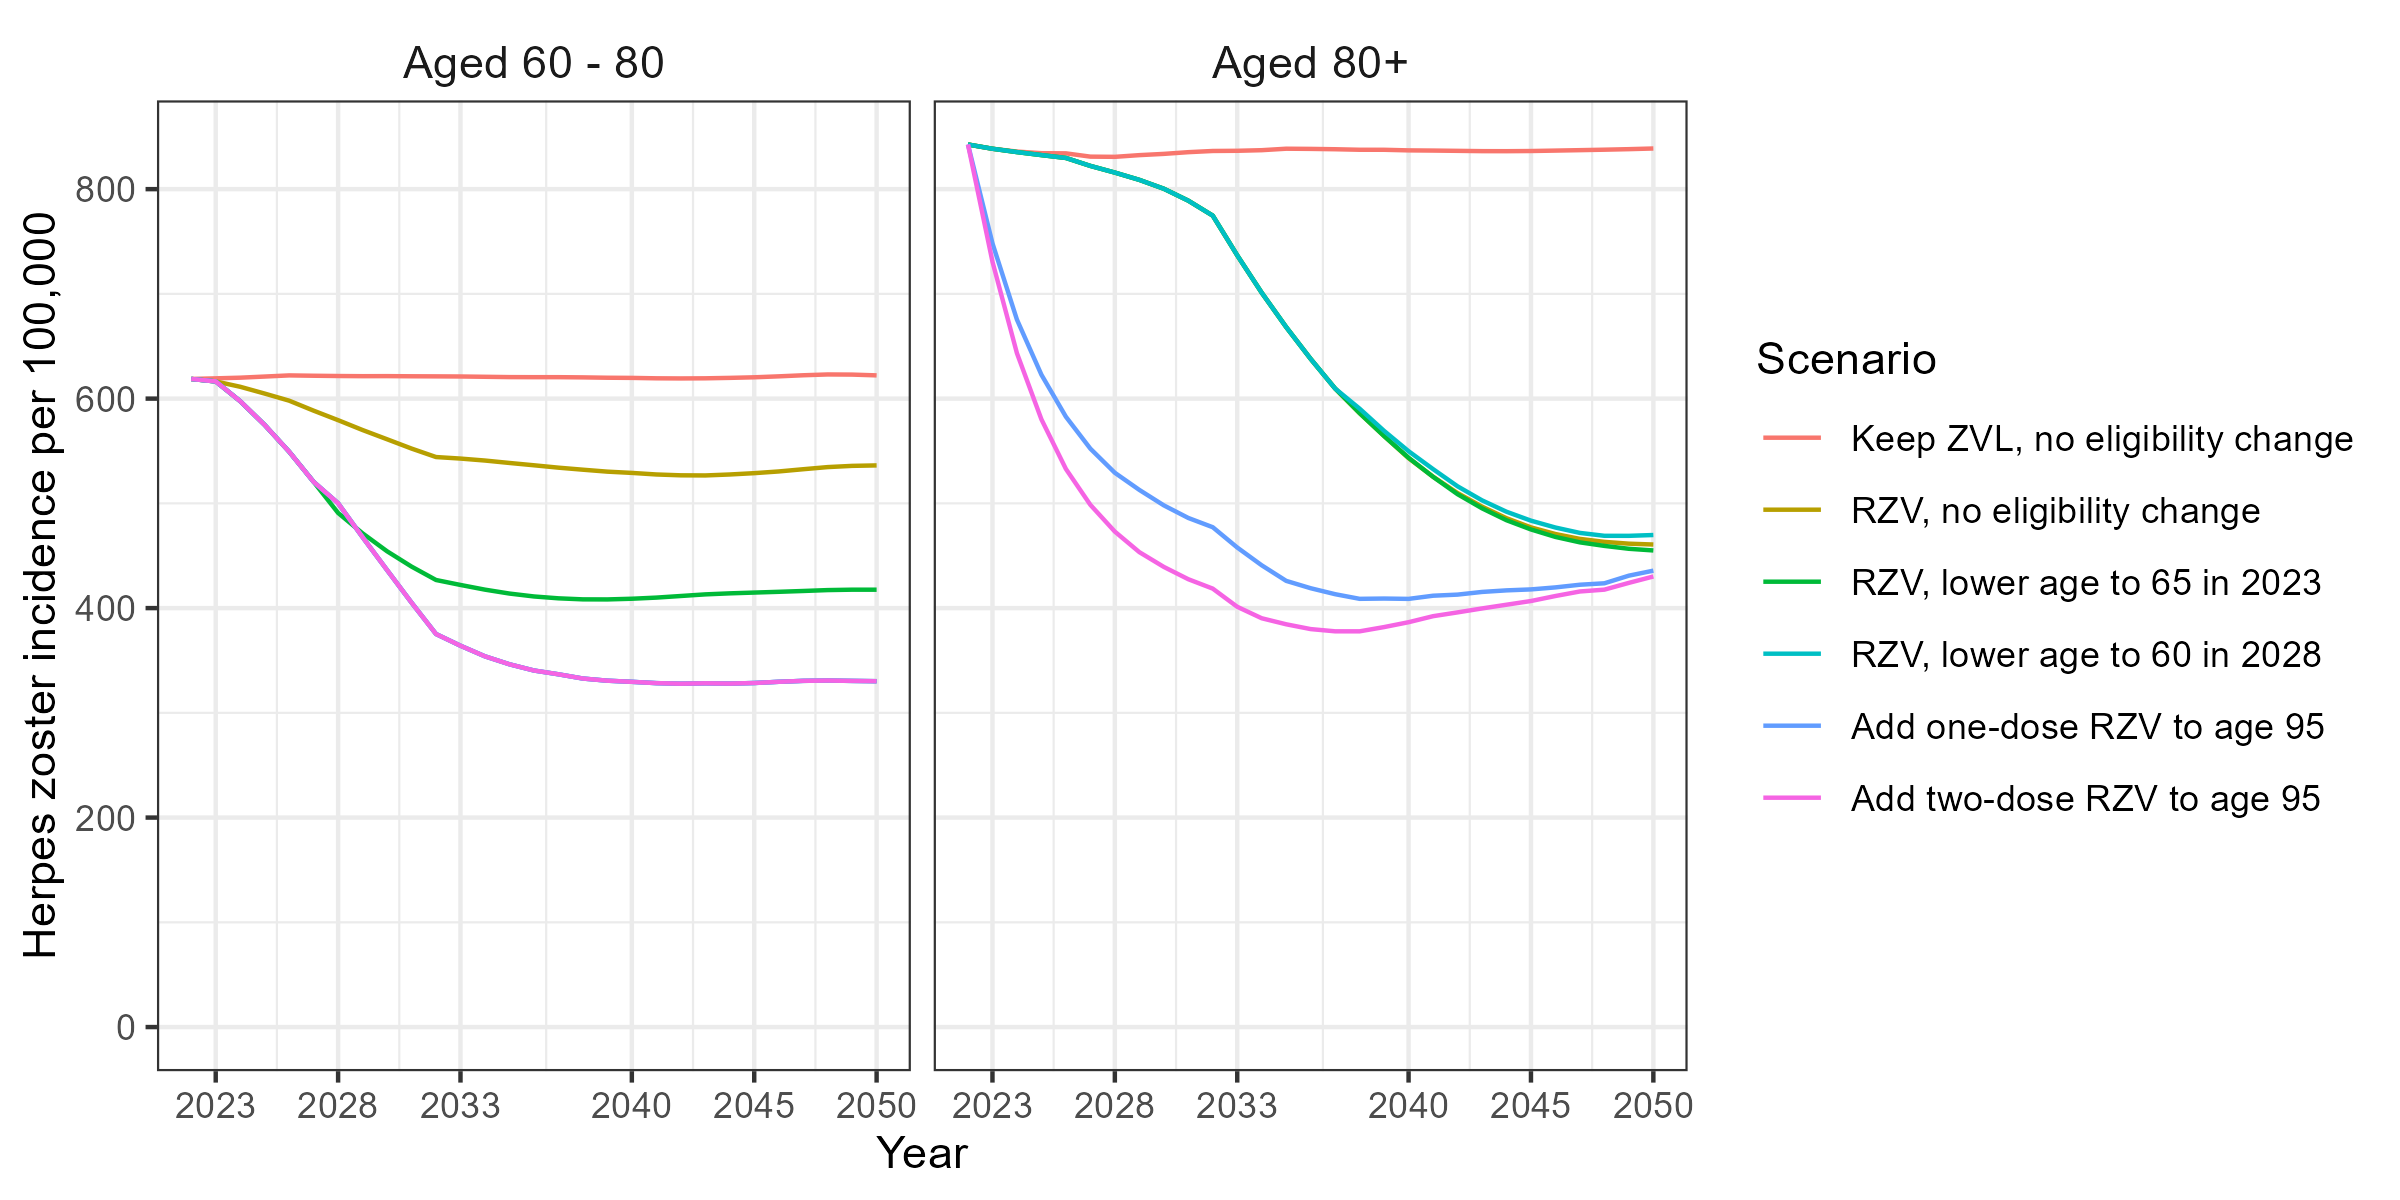 Aged 60 - 80
Aged 80+
Herpes zoster incidence per 100,000
800
600
400
200
0
2023 2028 2033 2040 2045 2050
2023 2028 2033 2040 2045 2050
Year
Scenario
Keep ZVL, no eligibility change
RZV, no eligibility change
RZV, lower age to 65 in 2023
RZV, lower age to 60 in 2028
Add one-dose RZV to age 95
Add two-dose RZV to age 95